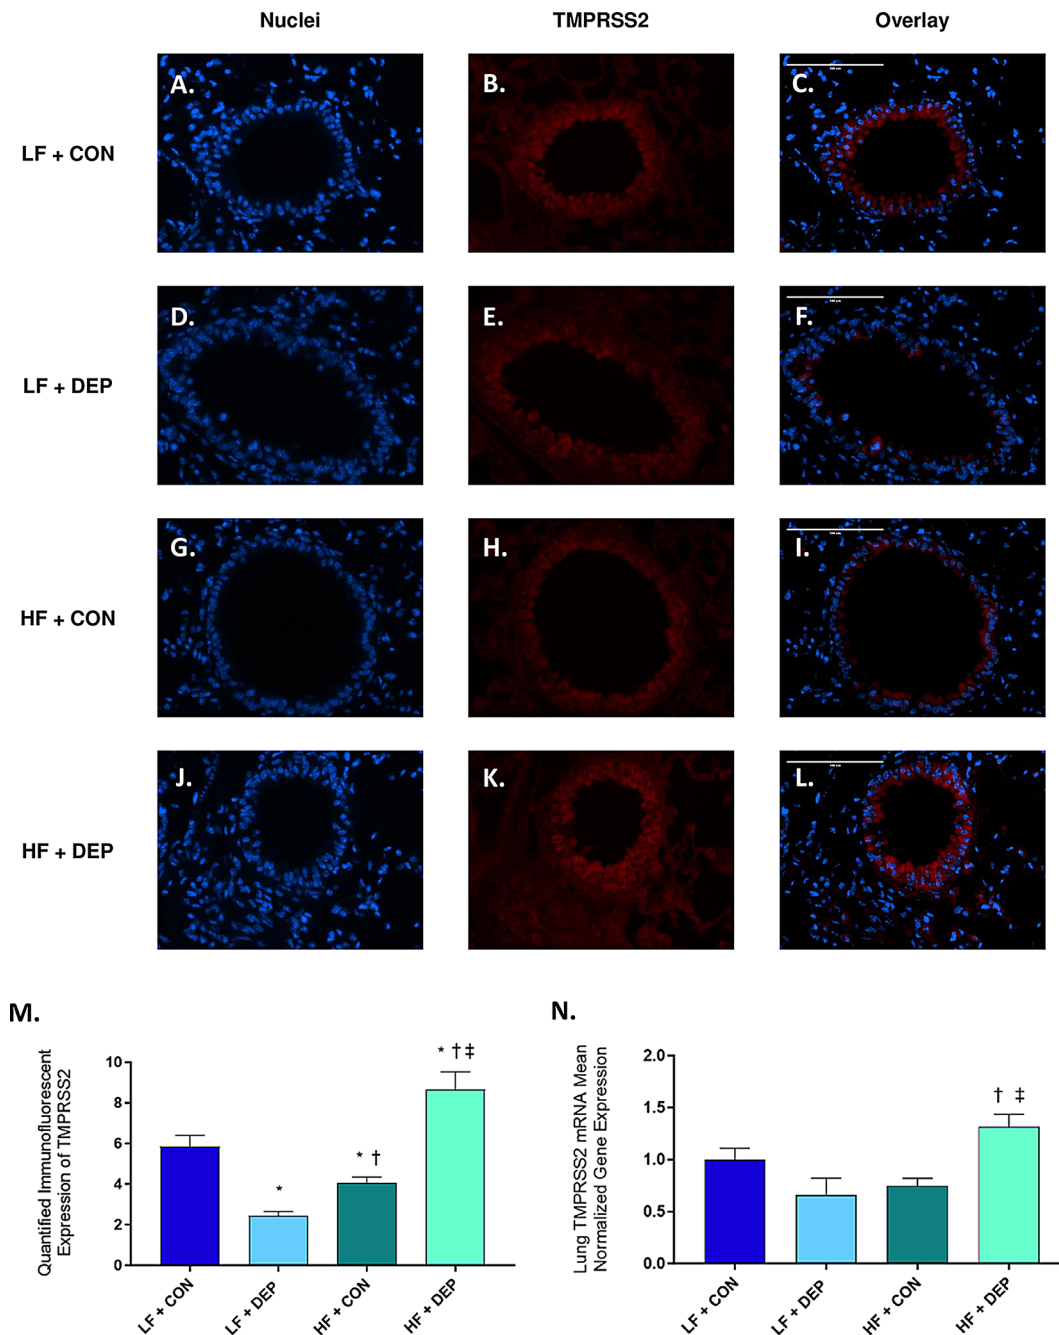 Nuclei TMPRSS2 Overlay
LF + CON
A. B. C.
LF + DEP
D. E. F.
HF + CON
G. H. I.
HF + DEP
J. K. L.
M.
Quantified Immunofluorescent
Expression of TMPRSS2
10
8
6
4
2
0
*
* †
* † ‡
LF + CON
LF + DEP
HF + CON
HF + DEP
N.
Lung TMPRSS2 mRNA Mean
Normalized Gene Expression
2.0
1.5
1.0
0.5
0.0
† ‡
LF + CON
LF + DEP
HF + CON
HF + DEP